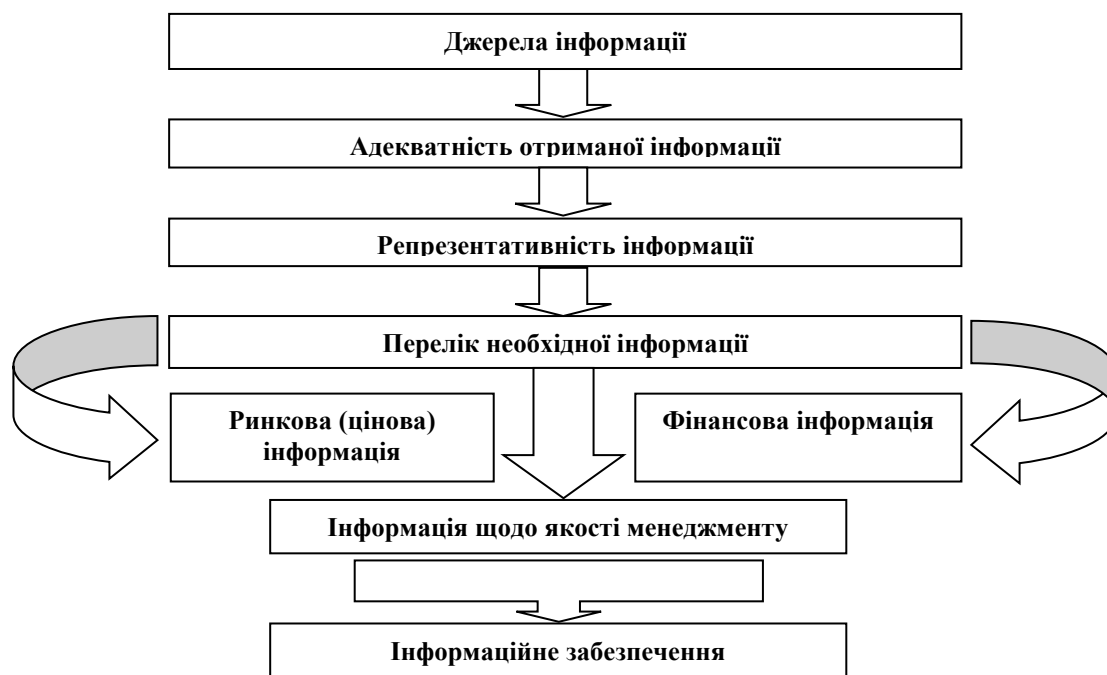 Джерела інформації
Адекватність отриманої інформації
Репрезентативність інформації
Перелік необхідної інформації
Ринкова (цінова)
інформація
Фінансова інформація
Інформація щодо якості менеджменту
Інформаційне забезпечення